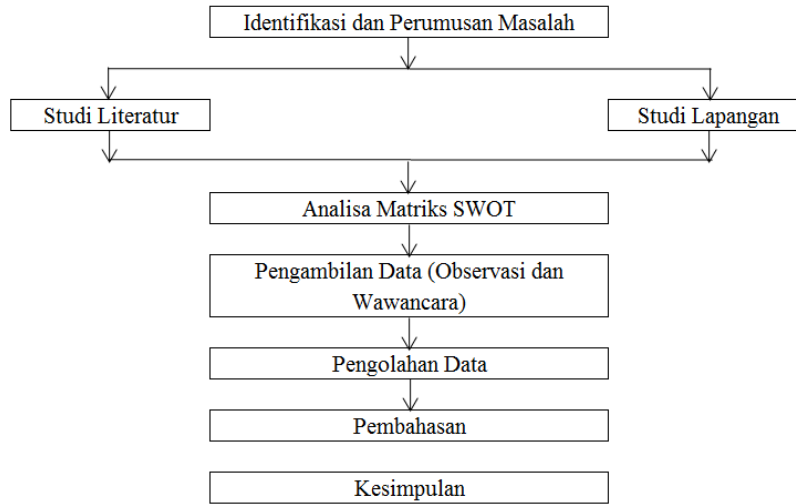 Identifikasi dan Perumusan Masalah
Studi Literatur
Studi Lapangan
Analisa Matriks SWOT
Pengambilan Data (Observasi dan
Wawancara)
Pengolahan Data
Pembahasan
Kesimpulan